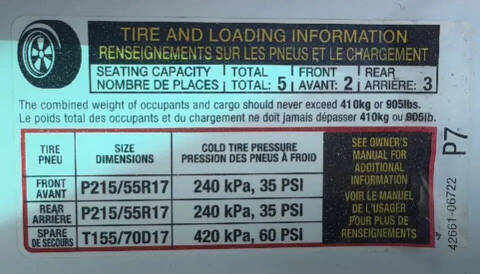 TIRE AND LOADING INFORMATION
RENSEIGNEMENTS SUR LES PNEUS ET LE CHARGEMENT
SEATING CAPACITY TOTAL FRONT REAR
NOMBRE DE PLACES TOTAL: 5 AVANT: 2 ARRIÈRE: 3
The combined weight of occupants and cargo should never exceed 410kg or 905lbs.
Le poids total des occupants et du chargement ne doit jamais dépasser 410kg ou 905lb.
TIRE SIZE COLD TIRE PRESSURE
PNEU DIMENSIONS PRESSION DES PNEUS À FROID
FRONT
AVANT P215/55R17 240 kPa, 35 PSI
REAR
ARRIÈRE P215/55R17 240 kPa, 35 PSI
SPARE
DE SECOURS T155/70D17 420 kPa, 60 PSI
SEE OWNER'S
MANUAL FOR
ADDITIONAL
INFORMATION
VOIR LE MANUEL
DE L'USAGER
POUR PLUS DE
RENSEIGNEMENTS
42661-06722 P7